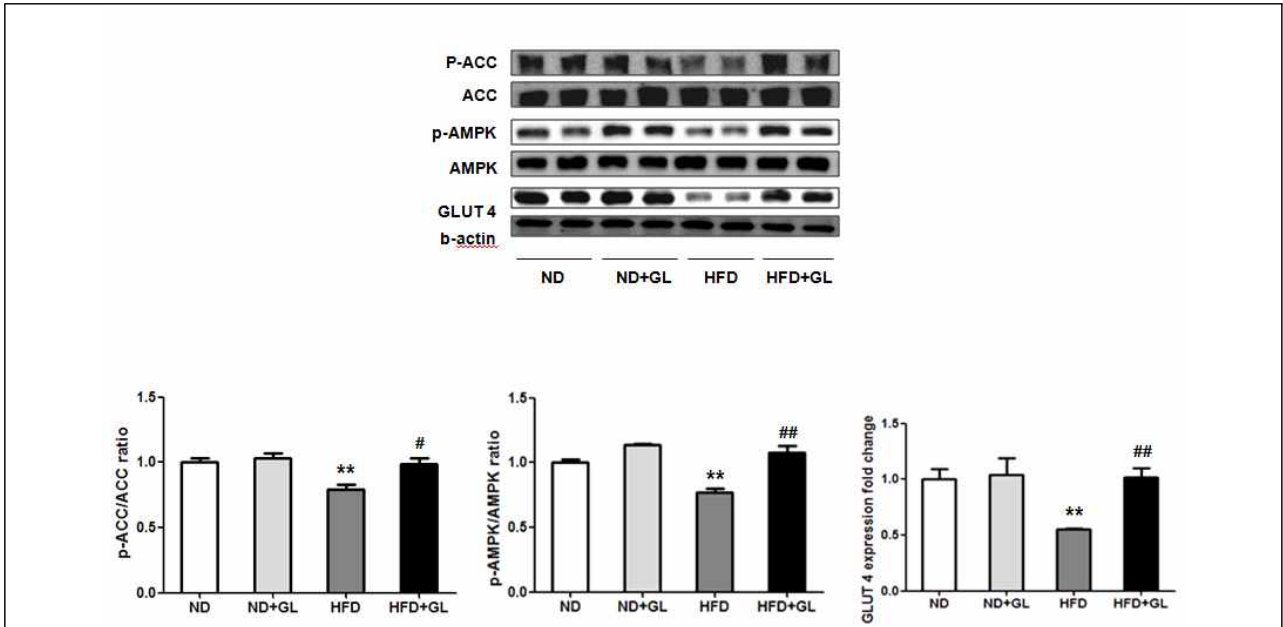 P-ACC
ACC
p-AMPK
AMPK
GLUT 4
b-actin
ND ND+GL HFD HFD+GL
p-ACC/ACC ratio
1.5
1.0
0.5
0.0
**
#
ND ND+GL HFD HFD+GL
p-AMPK/AMPK ratio
1.5
1.0
0.5
0.0
**
##
ND ND+GL HFD HFD+GL
GLUT 4 expression fold change
1.5
1.0
0.5
0.0
**
##
ND ND+GL HFD HFD+GL